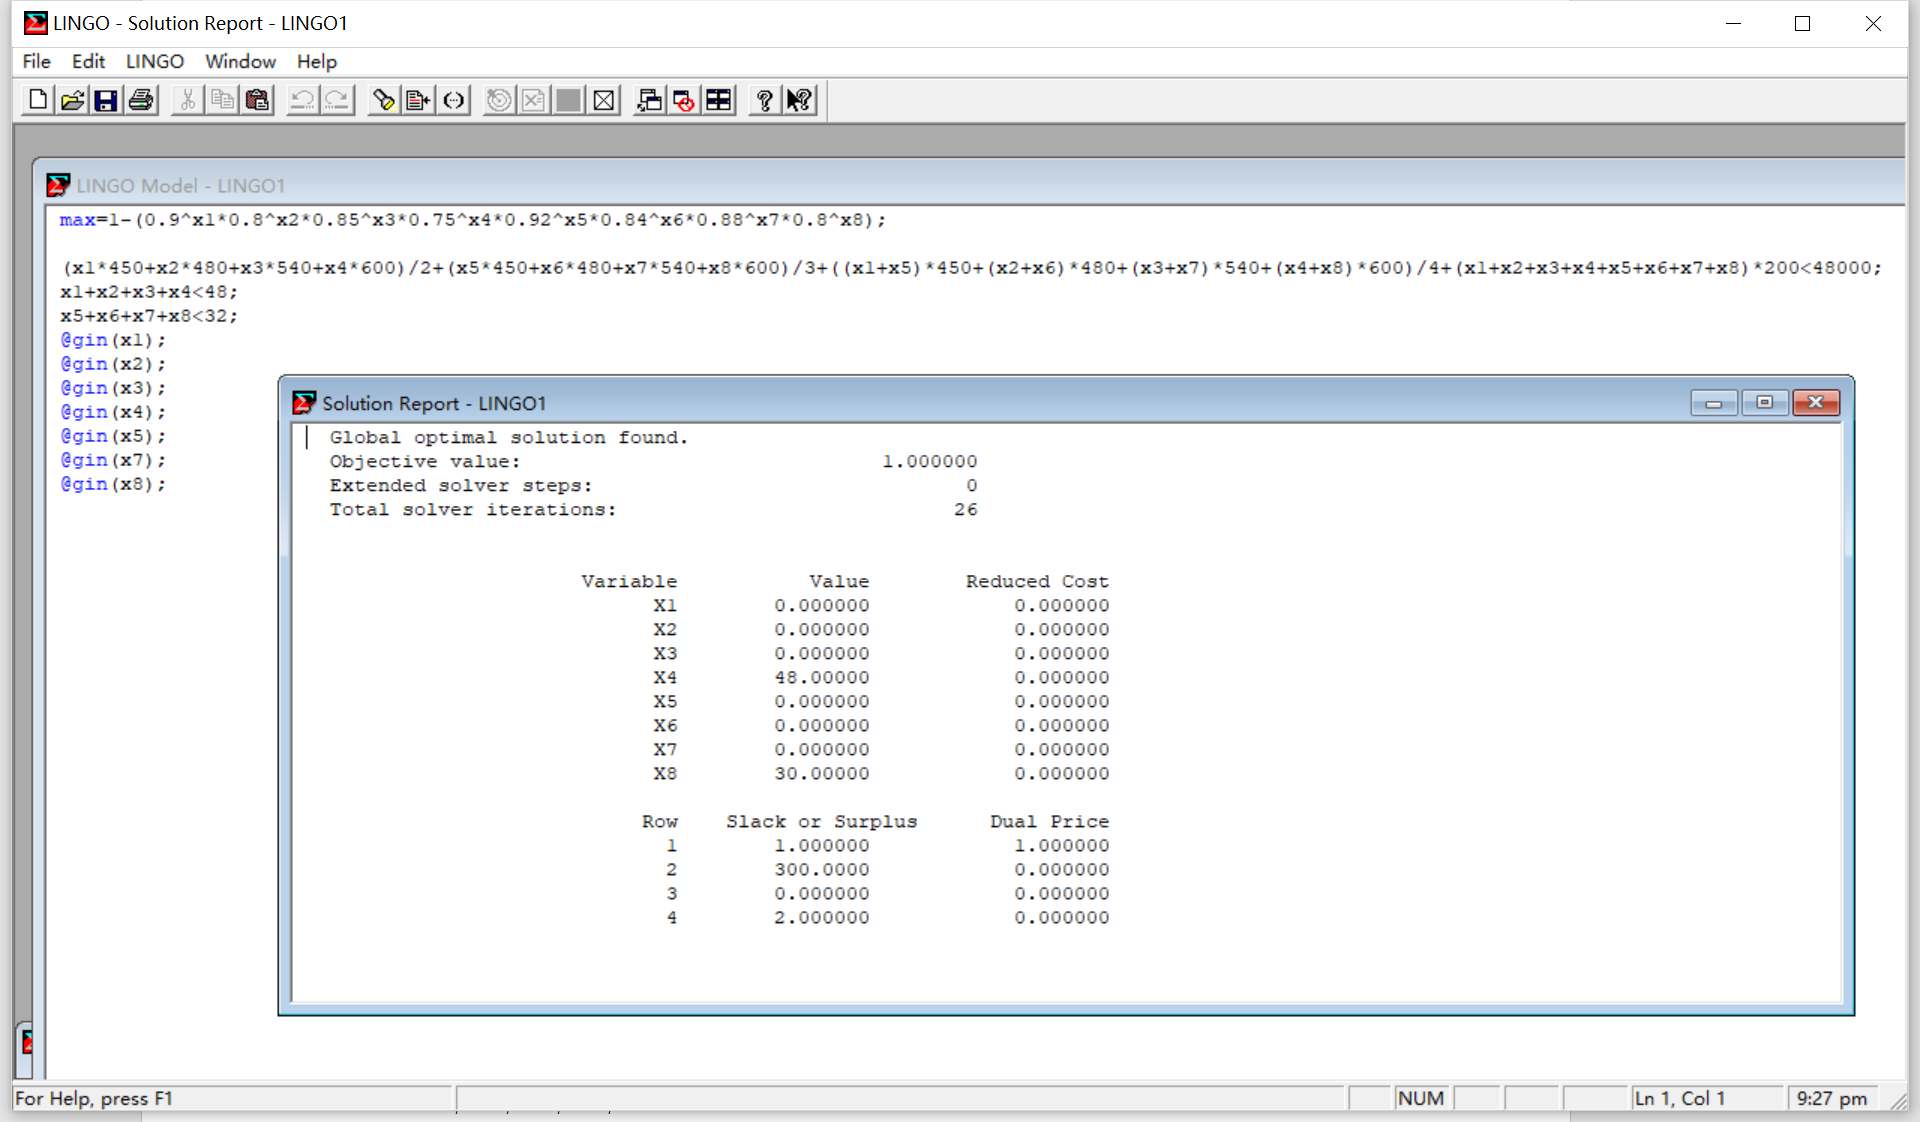 LINGO - Solution Report - LINGO1
File Edit LINGO Window Help
LINGO Model - LINGO1
max=1-(0.9^x1*0.8^x2*0.85^x3*0.75^x4*0.92^x5*0.84^x6*0.88^x7*0.8^x8);
(x1*450+x2*480+x3*540+x4*600)/2+(x5*450+x6*480+x7*540+x8*600)/3+((x1+x5)*450+(x2+x6)*480+(x3+x7)*540+(x4+x8)*600)/4+(x1+x2+x3+x4+x5+x6+x7+x8)*200<48000;
x1+x2+x3+x4<48;
x5+x6+x7+x8<32;
@gin(x1);
@gin(x2);
@gin(x3);
@gin(x4);
@gin(x5);
@gin(x7);
@gin(x8);
Solution Report - LINGO1
Global optimal solution found.
Objective value: 1.000000
Extended solver steps: 0
Total solver iterations: 26
Variable Value Reduced Cost
X1 0.000000 0.000000
X2 0.000000 0.000000
X3 0.000000 0.000000
X4 48.00000 0.000000
X5 0.000000 0.000000
X6 0.000000 0.000000
X7 0.000000 0.000000
X8 30.00000 0.000000
Row Slack or Surplus Dual Price
1 1.000000 1.000000
2 300.0000 0.000000
3 0.000000 0.000000
4 2.000000 0.000000
For Help, press F1
NUM
Ln 1, Col 1
9:27 pm